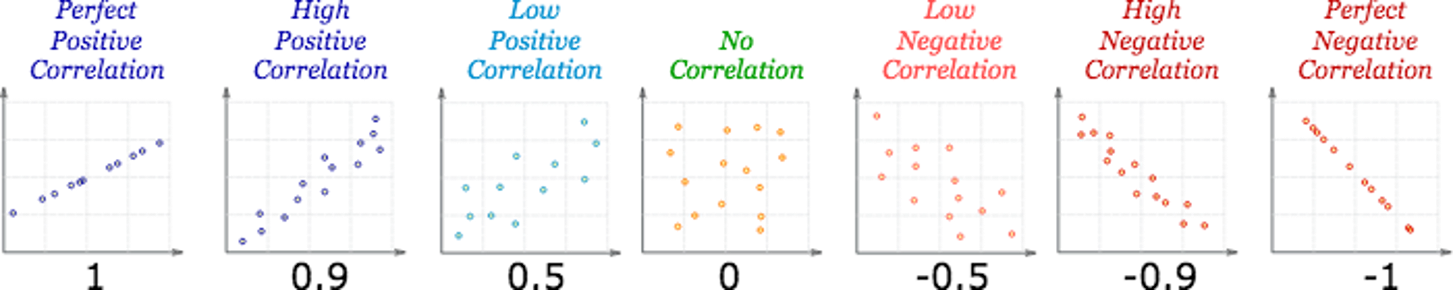 Perfect
Positive
Correlation
High
Positive
Correlation
Low
Positive
Correlation
No
Correlation
Low
Negative
Correlation
High
Negative
Correlation
Perfect
Negative
Correlation
1
0.9
0.5
0
-0.5
-0.9
-1